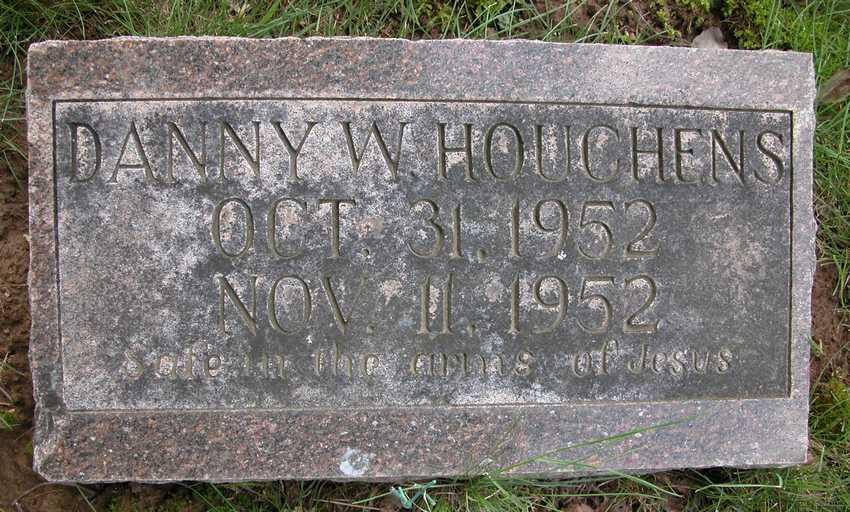 DANNY W. HOUCHENS
OCT. 31. 1952
NOV. 11. 1952
Safe in the arms of Jesus